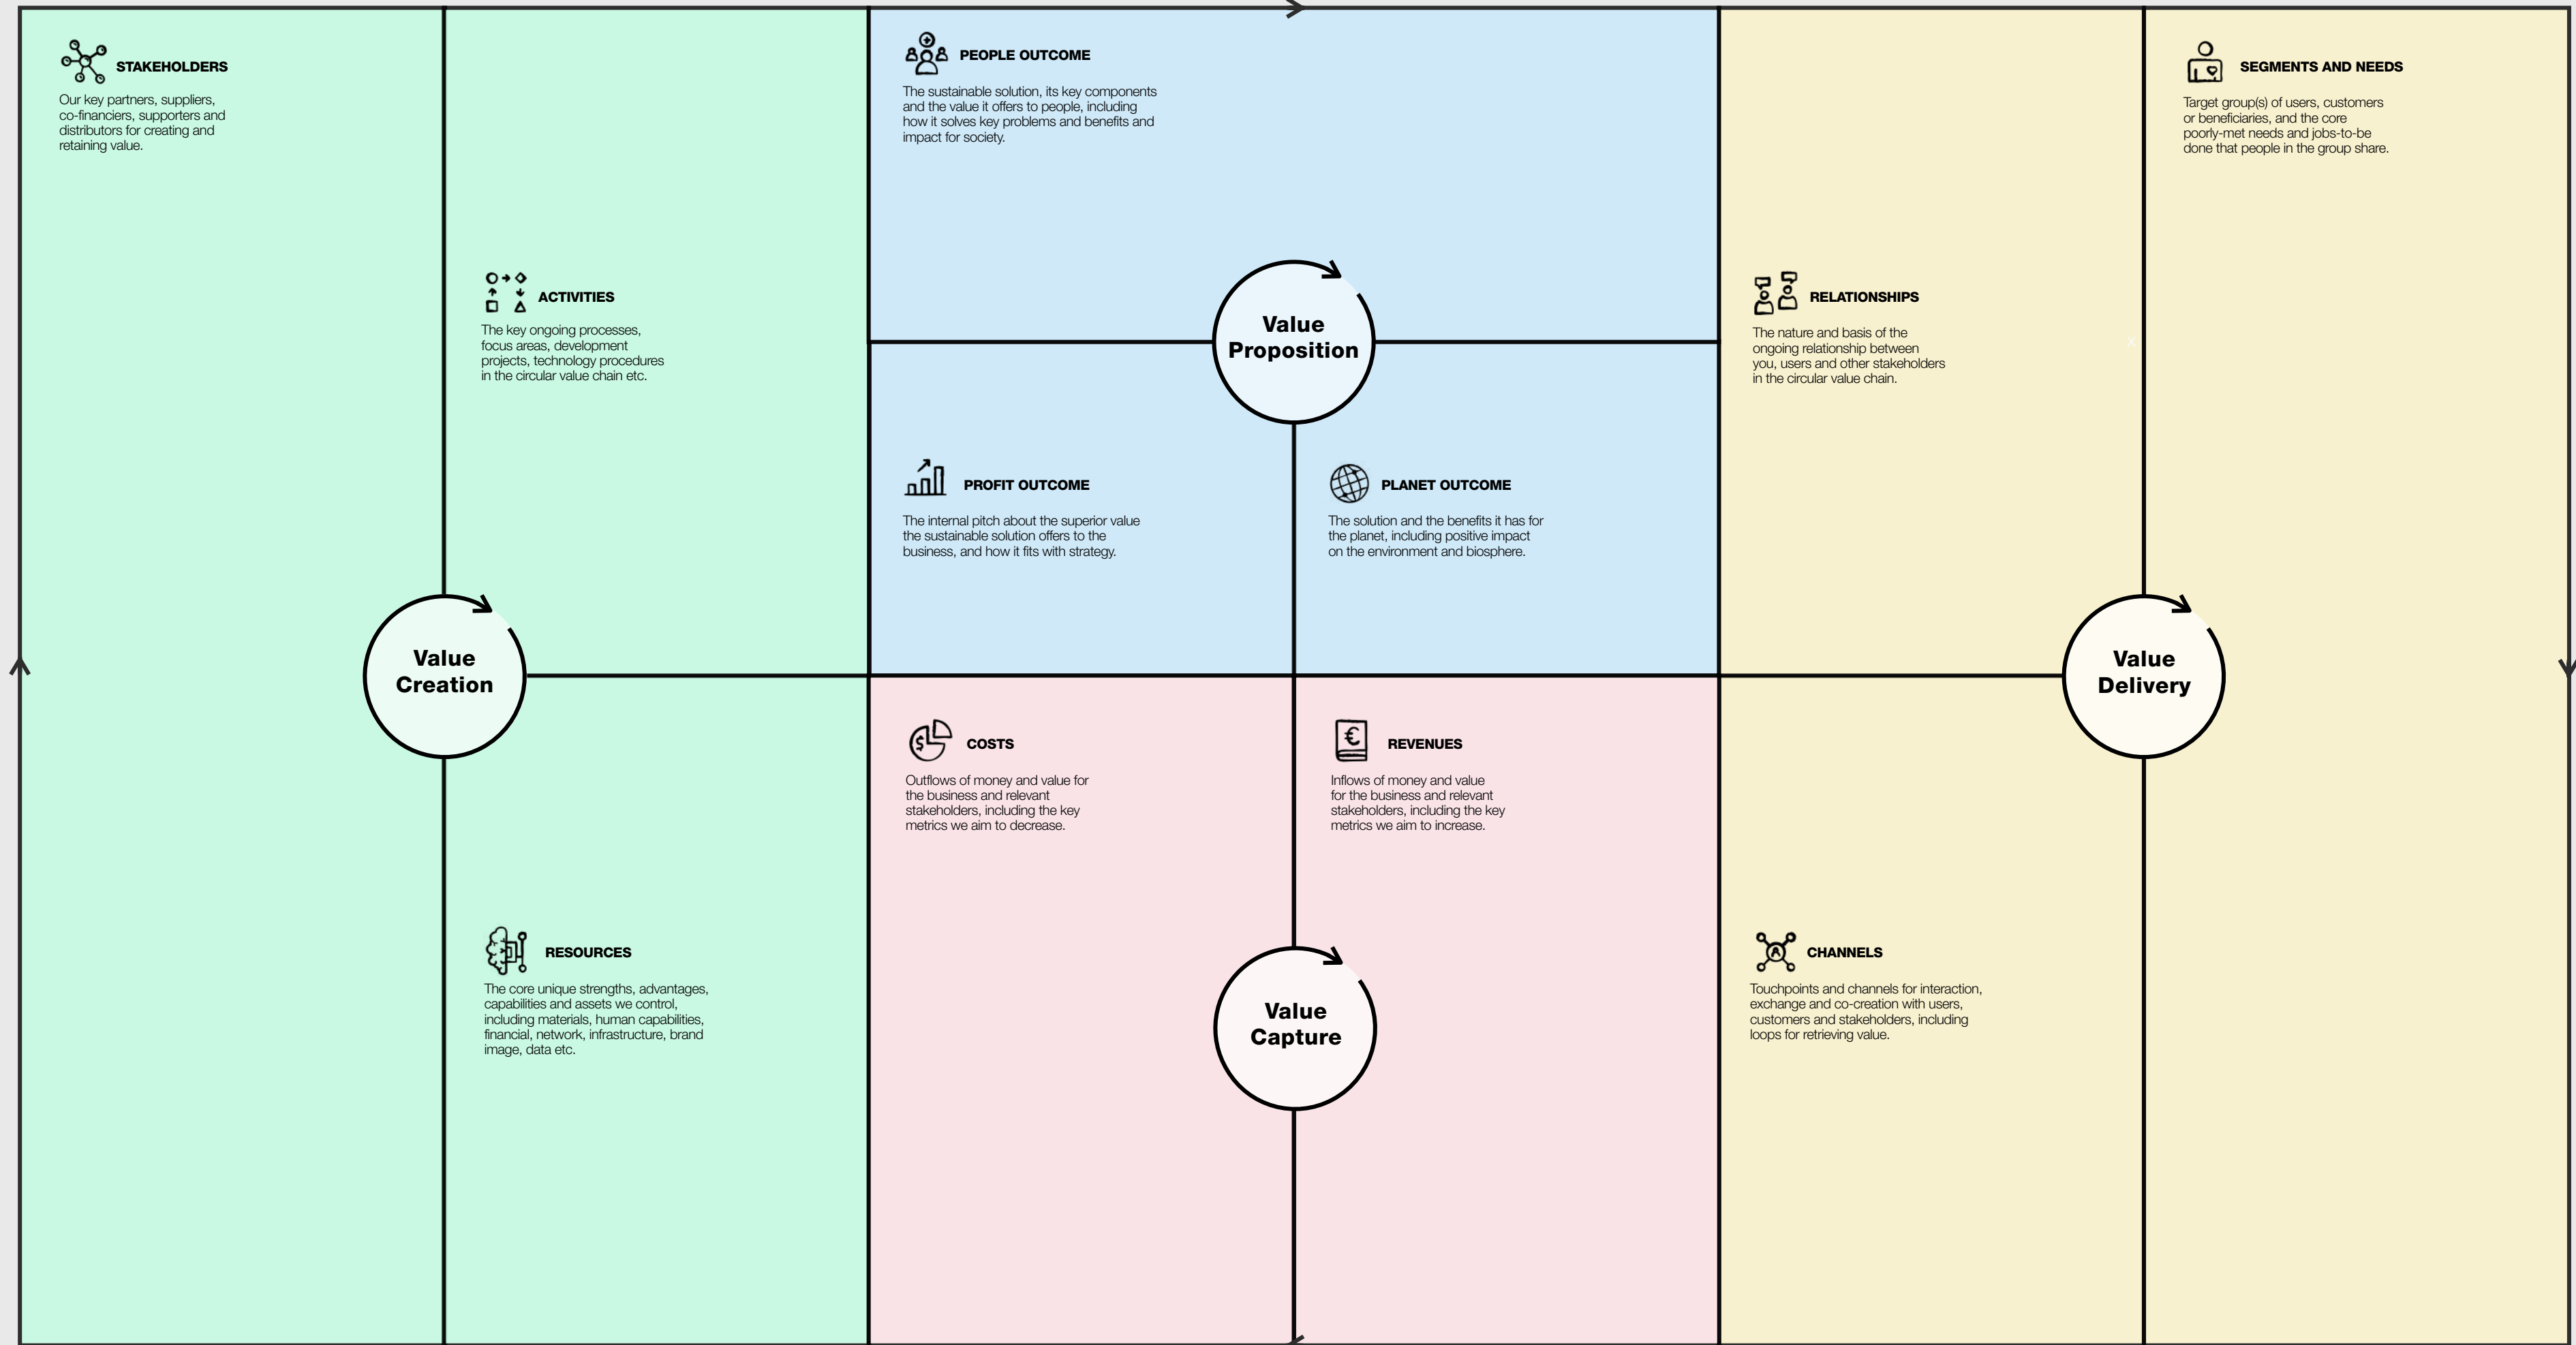 STAKEHOLDERS
Our key partners, suppliers,
co-financiers, supporters and
distributors for creating and
retaining value.
ACTIVITIES
The key ongoing processes,
focus areas, development
projects, technology procedures
in the circular value chain etc.
Value
Creation
RESOURCES
The core unique strengths, advantages,
capabilities and assets we control,
including materials, human capabilities,
financial, network, infrastructure, brand
image, data etc.
PEOPLE OUTCOME
The sustainable solution, its key components
and the value it offers to people, including
how it solves key problems and benefits and
impact for society.
Value
Proposition
PROFIT OUTCOME
The internal pitch about the superior value
the sustainable solution offers to the
business, and how it fits with strategy.
PLANET OUTCOME
The solution and the benefits it has for
the planet, including positive impact
on the environment and biosphere.
$
COSTS
Outflows of money and value for
the business and relevant
stakeholders, including the key
metrics we aim to decrease.
€
REVENUES
Inflows of money and value
for the business and relevant
stakeholders, including the key
metrics we aim to increase.
Value
Capture
RELATIONSHIPS
The nature and basis of the
ongoing relationship between
you, users and other stakeholders
in the circular value chain.
x
Value
Delivery
CHANNELS
Touchpoints and channels for interaction,
exchange and co-creation with users,
customers and stakeholders, including
loops for retrieving value.
SEGMENTS AND NEEDS
Target group(s) of users, customers
or beneficiaries, and the core
poorly-met needs and jobs-to-be
done that people in the group share.